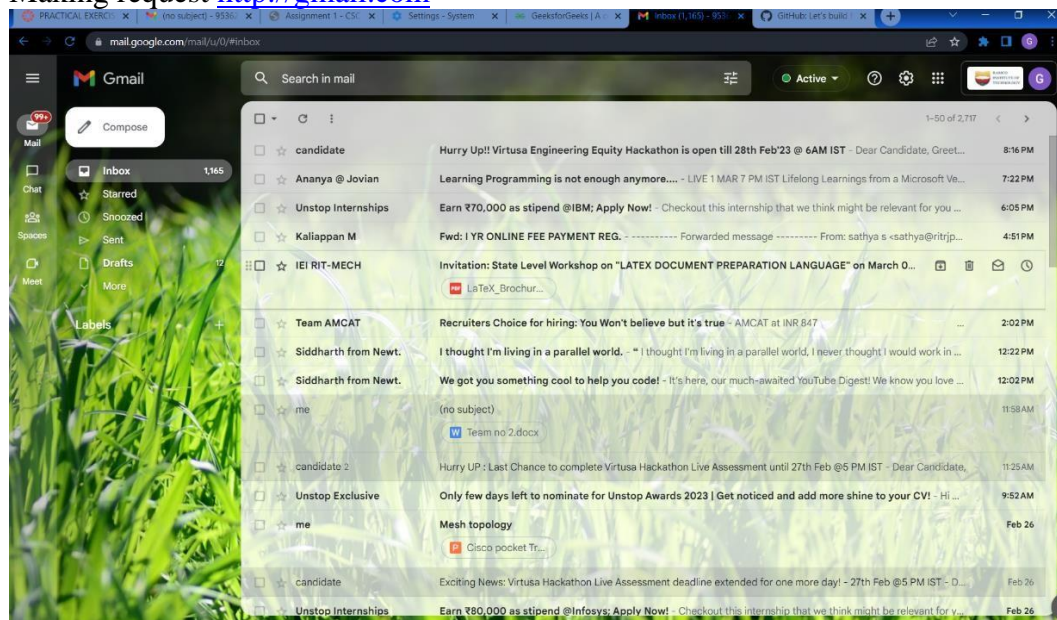 Making request http://gmail.com
PRACTICAL EXERCIS (no subject) - 9536 Assignment 1 - CSC Settings - System GeeksforGeeks | A c Inbox (1,165) - 953 GitHub: Let's build
mail.google.com/mail/u/0/#inbox
Gmail Search in mail Active G
99+ Compose 1-50 of 2,717
Mail
Inbox 1,165 candidate Hurry Up!! Virtusa Engineering Equity Hackathon is open till 28th Feb'23 @ 6AM IST - Dear Candidate, Greet... 8:16 PM
Chat Starred Ananya @ Jovian Learning Programming is not enough anymore.... - LIVE 1 MAR 7 PM IST Lifelong Learnings from a Microsoft Ve... 7:22 PM
Snoozed Unstop Internships Earn ₹70,000 as stipend @IBM; Apply Now! - Checkout this internship that we think might be relevant for you ... 6:05 PM
Spaces Sent Kaliappan M Fwd: I YR ONLINE FEE PAYMENT REG. - ---------- Forwarded message --------- From: sathya s <sathya@ritrjp... 4:51 PM
Drafts 12 IEI RIT-MECH Invitation: State Level Workshop on "LATEX DOCUMENT PREPARATION LANGUAGE" on March 0...
Meet More PDF LaTeX_Brochur...
Labels + Team AMCAT Recruiters Choice for hiring: You Won't believe but it's true - AMCAT at INR 847 ... 2:02 PM
Siddharth from Newt. I thought I'm living in a parallel world. - " I thought I'm living in a parallel world, I never thought I would work in ... 12:22 PM
Siddharth from Newt. We got you something cool to help you code! - It's here, our much-awaited YouTube Digest! We know you love ... 12:02 PM
me (no subject) 11:58 AM
W Team no 2.docx
candidate 2 Hurry UP : Last Chance to complete Virtusa Hackathon Live Assessment until 27th Feb @5 PM IST - Dear Candidate, 11:25 AM
Unstop Exclusive Only few days left to nominate for Unstop Awards 2023 | Get noticed and add more shine to your CV! - Hi ... 9:52 AM
me Mesh topology Feb 26
P Cisco pocket Tr...
candidate Exciting News: Virtusa Hackathon Live Assessment deadline extended for one more day! - 27th Feb @5 PM IST - D... Feb 26
Unstop Internships Earn ₹80,000 as stipend @Infosys; Apply Now! - Checkout this internship that we think might be relevant for y... Feb 26